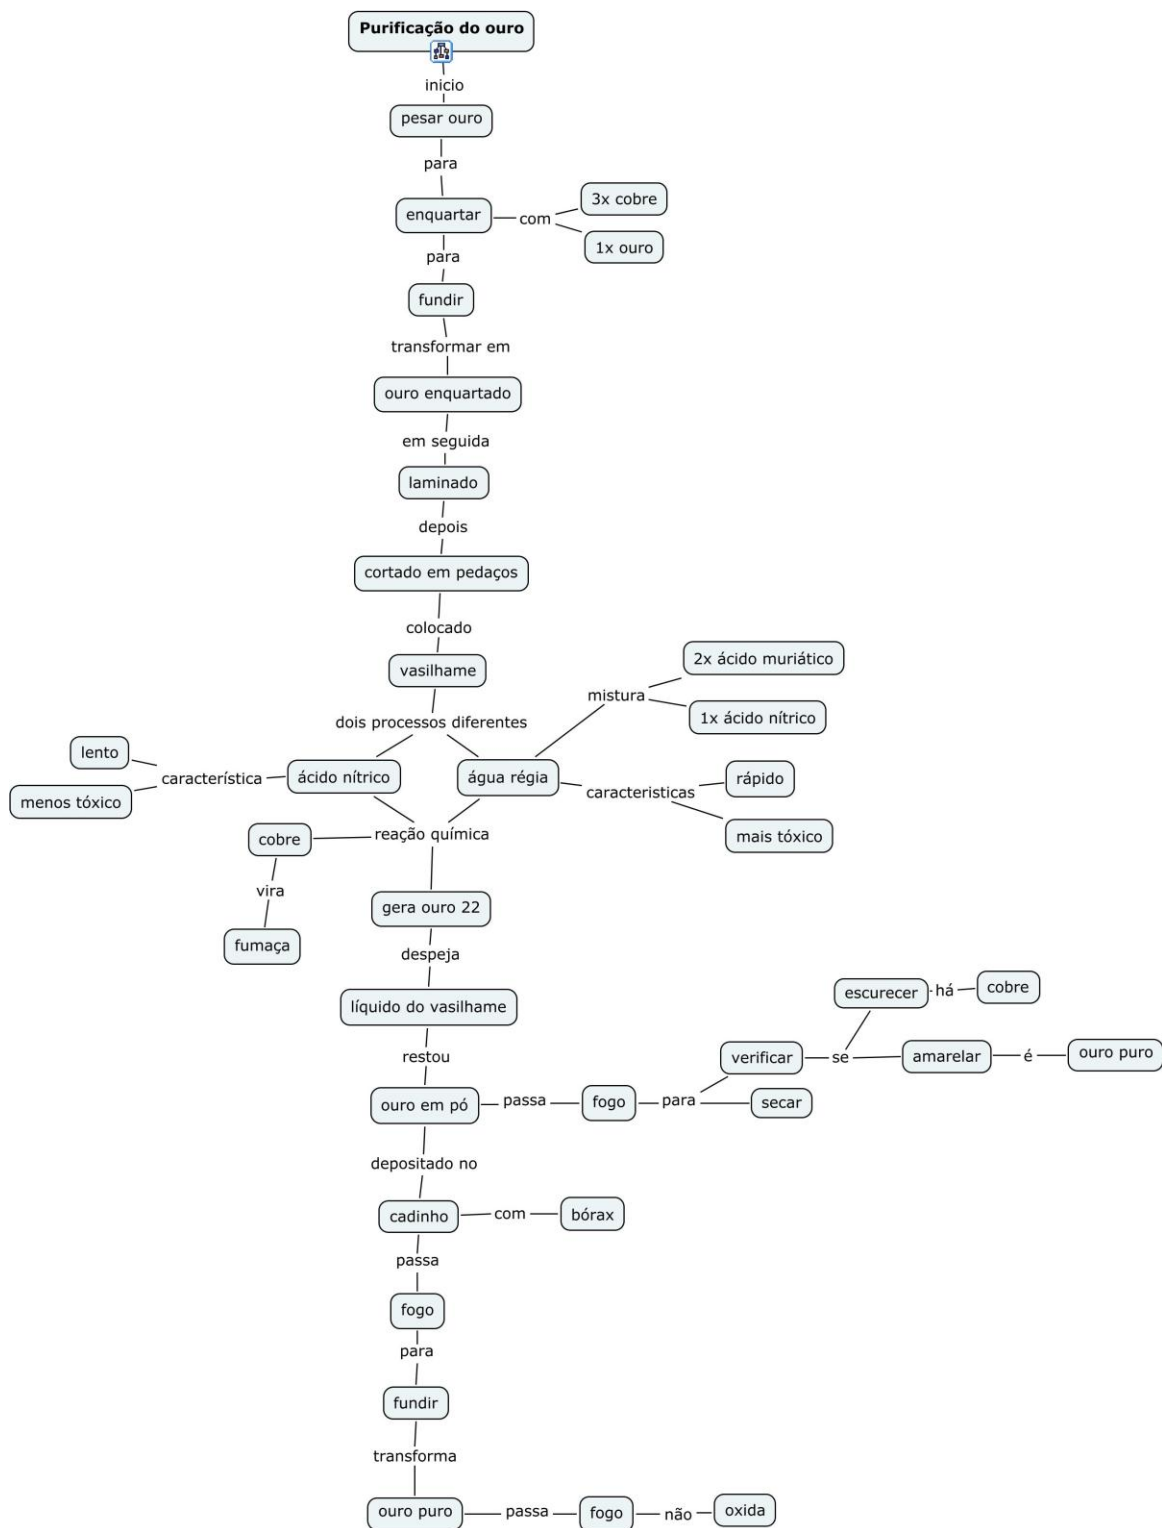 Purificação do ouro
inicio
pesar ouro
para
enquartar
com
3x cobre
1x ouro
para
fundir
transformar em
ouro enquartado
em seguida
laminado
depois
cortado em pedaços
colocado
vasilhame
dois processos diferentes
ácido nítrico
característica
lento
menos tóxico
água régia
mistura
2x ácido muriático
1x ácido nítrico
caracteristicas
rápido
mais tóxico
reação química
cobre
vira
fumaça
gera ouro 22
despeja
líquido do vasilhame
restou
ouro em pó
passa
fogo
para
verificar
se
escurecer
há
cobre
amarelar
é
ouro puro
secar
depositado no
cadinho
com
bórax
passa
fogo
para
fundir
transforma
ouro puro
passa
fogo
não
oxida